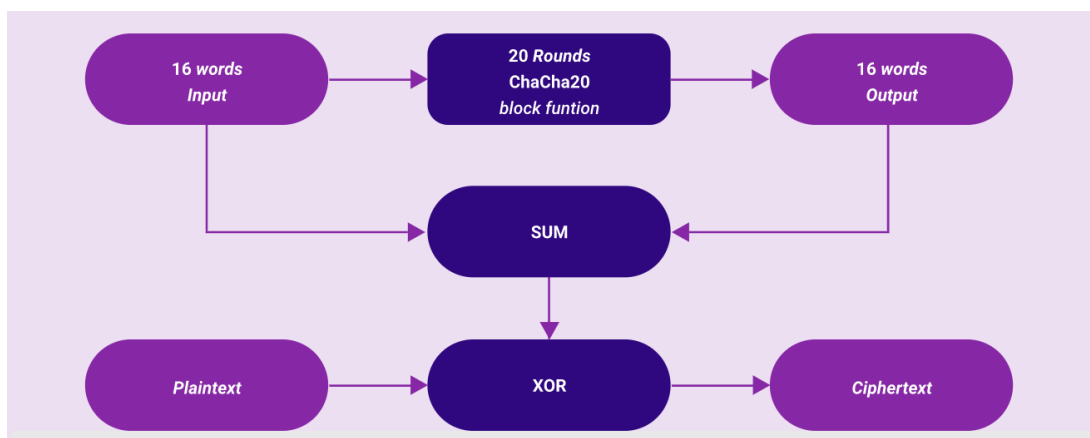 16 words
Input
20 Rounds
ChaCha20
block funtion
16 words
Output
SUM
Plaintext
XOR
Ciphertext